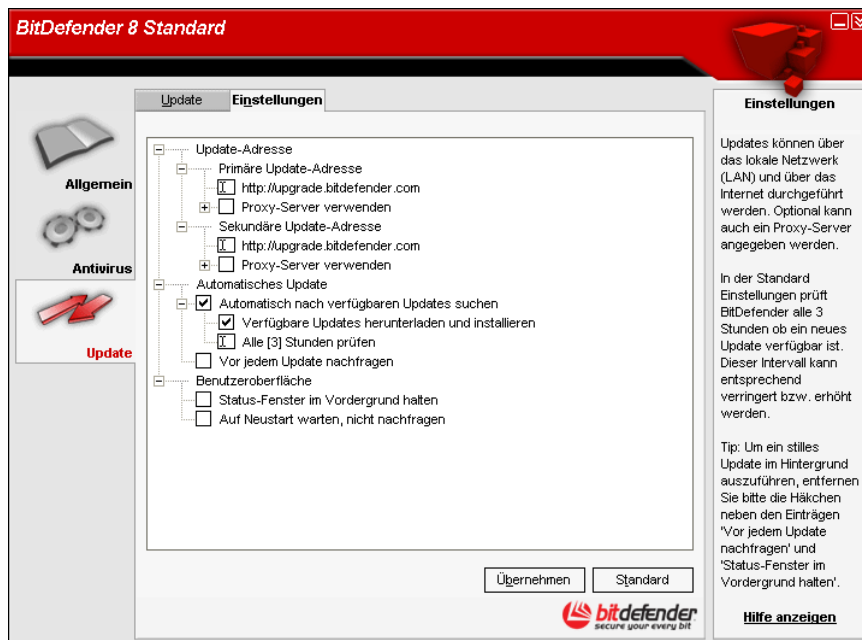 BitDefender 8 Standard
Update
Einstellungen
Allgemein
Antivirus
Update
Update-Adresse
Primäre Update-Adresse
http://upgrade.bitdefender.com
Proxy-Server verwenden
Sekundäre Update-Adresse
http://upgrade.bitdefender.com
Proxy-Server verwenden
Automatisches Update
Automatisch nach verfügbaren Updates suchen
Verfügbare Updates herunterladen und installieren
Alle [3] Stunden prüfen
Vor jedem Update nachfragen
Benutzeroberfläche
Status-Fenster im Vordergrund halten
Auf Neustart warten, nicht nachfragen
Übernehmen
Standard
bitdefender
secure your every bit
Einstellungen
Updates können über
das lokale Netzwerk
(LAN) und über das
Internet durchgeführt
werden. Optional kann
auch ein Proxy-Server
angegeben werden.
In der Standard
Einstellungen prüft
BitDefender alle 3
Stunden ob ein neues
Update verfügbar ist.
Dieser Intervall kann
entsprechend
verringert bzw. erhöht
werden.
Tip: Um ein stilles
Update im Hintergrund
auszuführen, entfernen
Sie bitte die Häkchen
neben den Einträgen
'Vor jedem Update
nachfragen' und
'Status-Fenster im
Vordergrund halten'.
Hilfe anzeigen